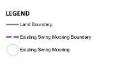 LEGEND
Land Boundary
Existing Swing Mooring Boundary
Existing Swing Mooring